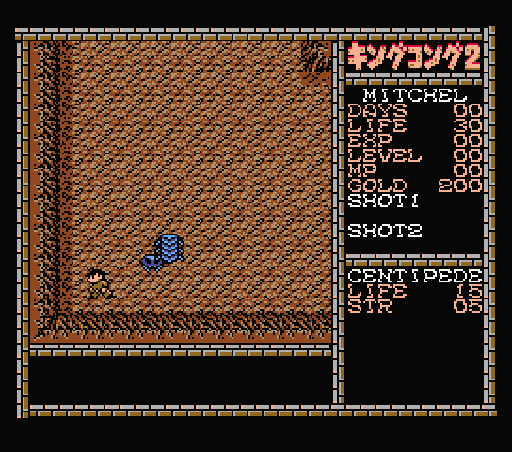 キングコング2
MITCHEL
DAYS 00
LIFE 30
EXP 00
LEVEL 00
MP 00
GOLD 200
SHOT1
SHOT2
CENTIPEDE
LIFE 15
STR 05